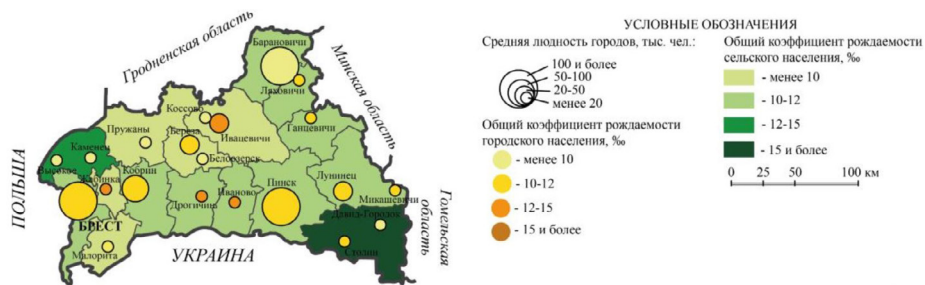 Гродненская область
Минская область
Барановичи
Ляховичи
Коссово
Ивацевичи
Ганцевичи
Пружаны
Береза
Белоозерск
Каменец
Высокое
Жабинка
Кобрин
Дрогичин
Иваново
Пинск
Лунинец
Микашевичи
Давид-Городок
Столин
БРЕСТ
Малорита
ПОЛЬША
УКРАИНА
Гомельская
область
УСЛОВНЫЕ ОБОЗНАЧЕНИЯ
Средняя людность городов, тыс. чел.:
100 и более
50-100
20-50
менее 20
Общий коэффициент рождаемости
городского населения, ‰
- менее 10
- 10-12
- 12-15
- 15 и более
Общий коэффициент рождаемости
сельского населения, ‰
- менее 10
- 10-12
- 12-15
- 15 и более
0 25 50 100 км